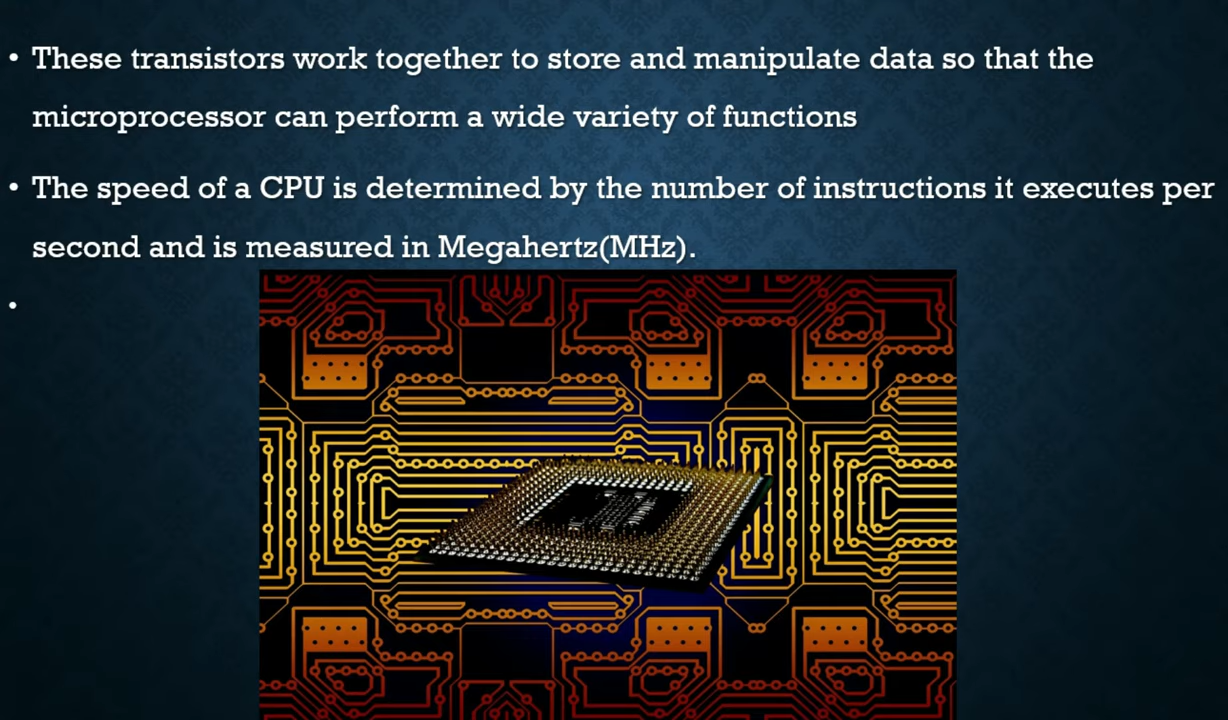 • These transistors work together to store and manipulate data so that the
microprocessor can perform a wide variety of functions
• The speed of a CPU is determined by the number of instructions it executes per
second and is measured in Megahertz(MHz).
•